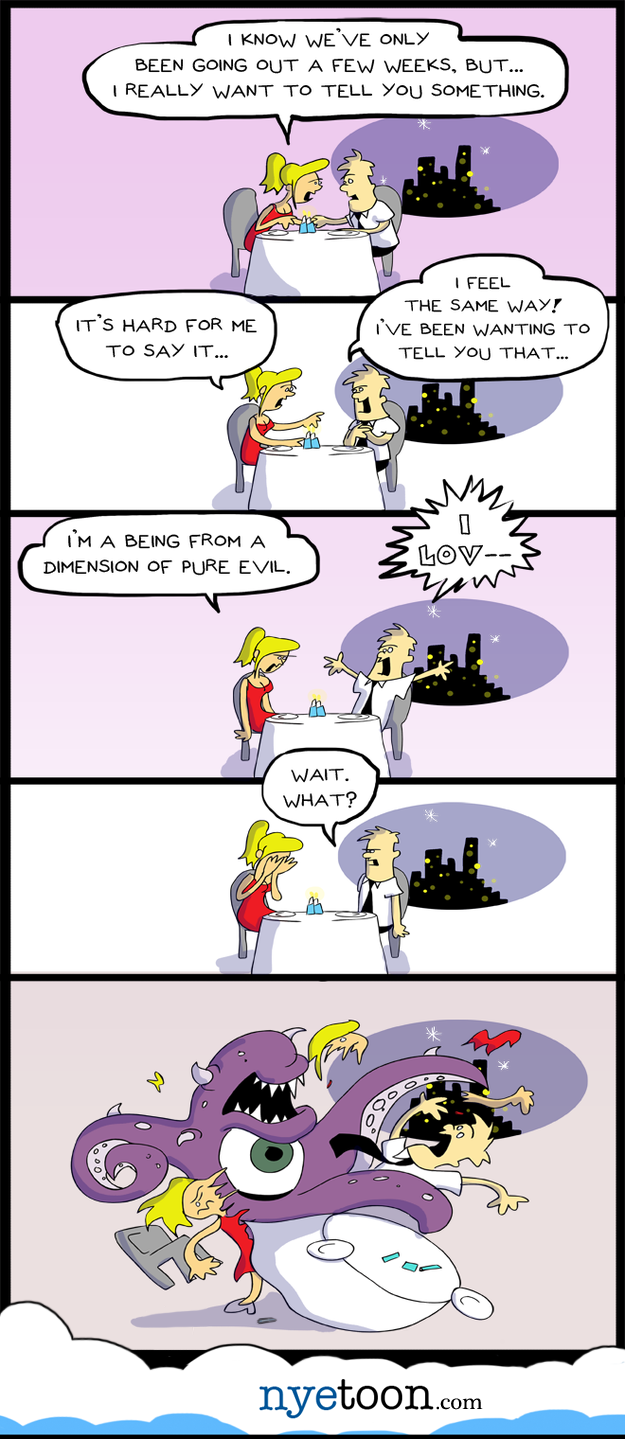 I KNOW WE'VE ONLY
BEEN GOING OUT A FEW WEEKS, BUT...
I REALLY WANT TO TELL YOU SOMETHING.
IT'S HARD FOR ME
TO SAY IT...
I FEEL
THE SAME WAY!
I'VE BEEN WANTING TO
TELL YOU THAT...
I'M A BEING FROM A
DIMENSION OF PURE EVIL.
I
LOV--
WAIT.
WHAT?
nyetoon.com